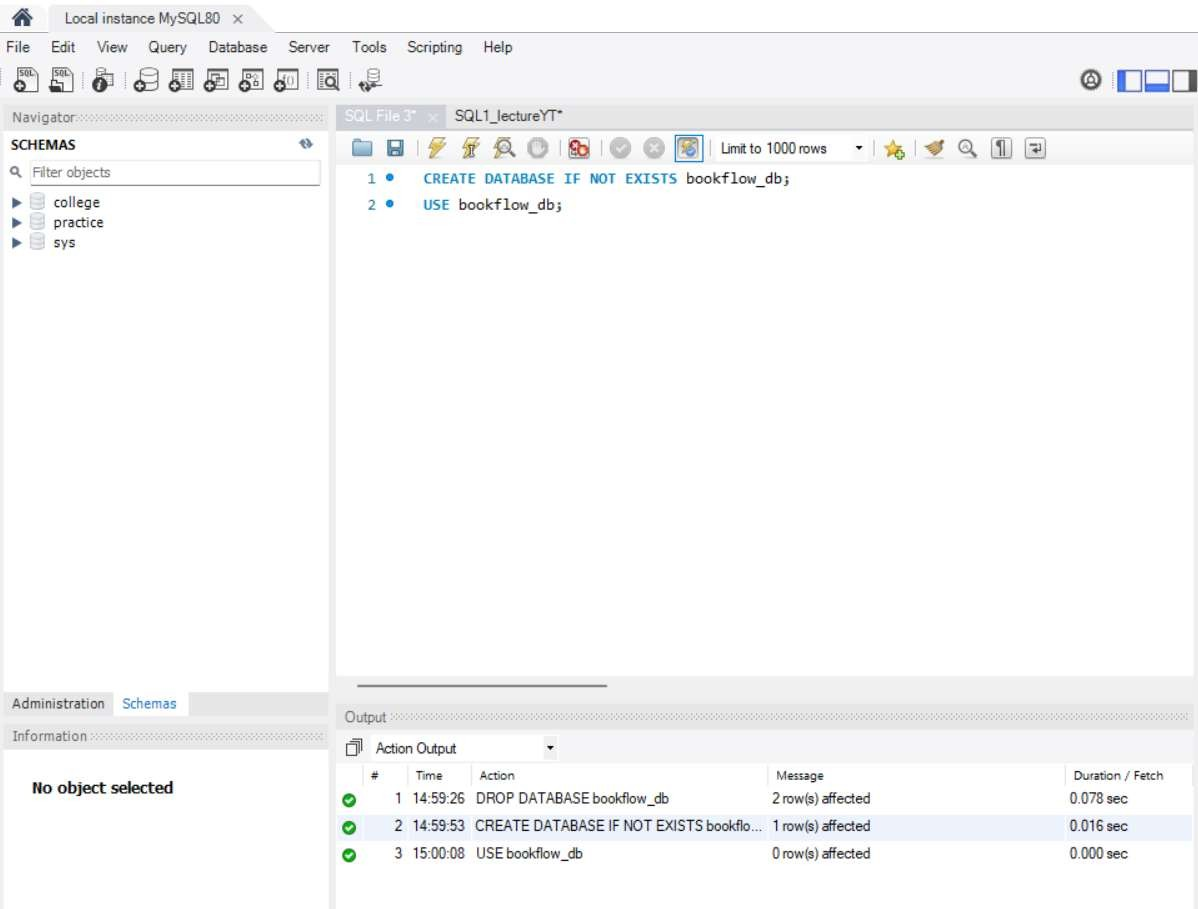 Local instance MySQL80
File Edit View Query Database Server Tools Scripting Help
Navigator
SCHEMAS
Filter objects
college
practice
sys
Administration Schemas
Information
No object selected
SQL File 3* SQL1_lectureYT*
Limit to 1000 rows
1 CREATE DATABASE IF NOT EXISTS bookflow_db;
2 USE bookflow_db;
Output
Action Output
# Time Action Message Duration / Fetch
1 14:59:26 DROP DATABASE bookflow_db 2 row(s) affected 0.078 sec
2 14:59:53 CREATE DATABASE IF NOT EXISTS bookflo... 1 row(s) affected 0.016 sec
3 15:00:08 USE bookflow_db 0 row(s) affected 0.000 sec